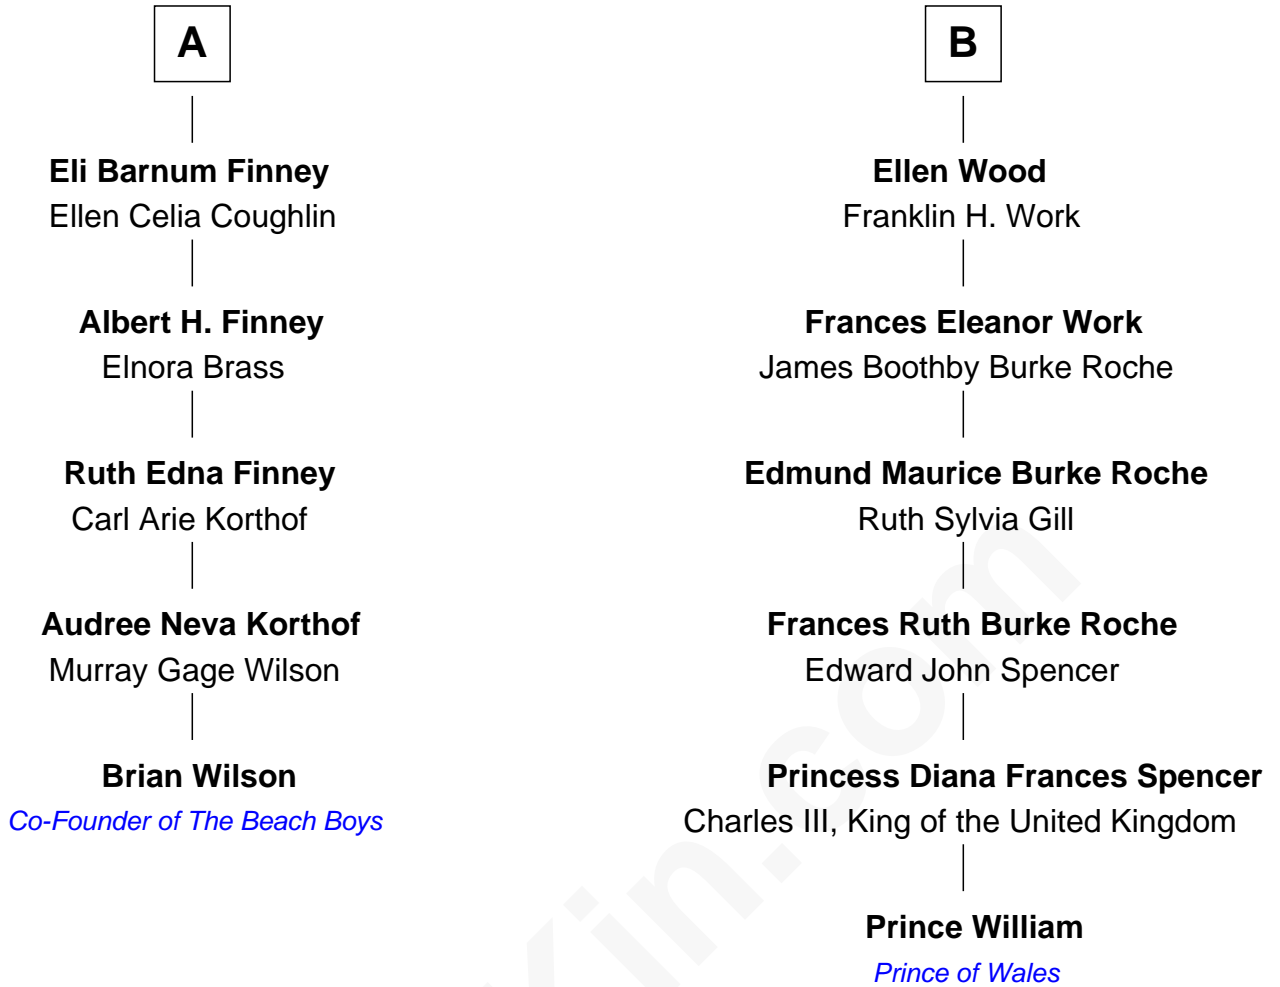 A
Eli Barnum Finney
Ellen Celia Coughlin
Albert H. Finney
Elnora Brass
Ruth Edna Finney
Carl Arie Korthof
Audree Neva Korthof
Murray Gage Wilson
Brian Wilson
Co-Founder of The Beach Boys
B
Ellen Wood
Franklin H. Work
Frances Eleanor Work
James Boothby Burke Roche
Edmund Maurice Burke Roche
Ruth Sylvia Gill
Frances Ruth Burke Roche
Edward John Spencer
Princess Diana Frances Spencer
Charles III, King of the United Kingdom
Prince William
Prince of Wales
Kin.com